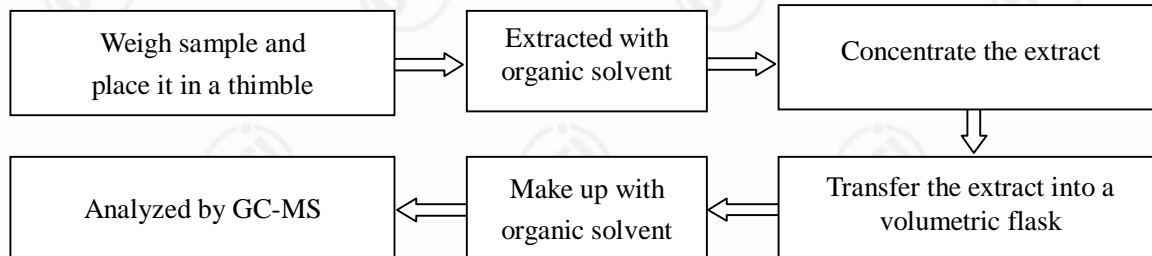 Weigh sample and
place it in a thimble
Extracted with
organic solvent
Concentrate the extract
Transfer the extract into a
volumetric flask
Make up with
organic solvent
Analyzed by GC-MS